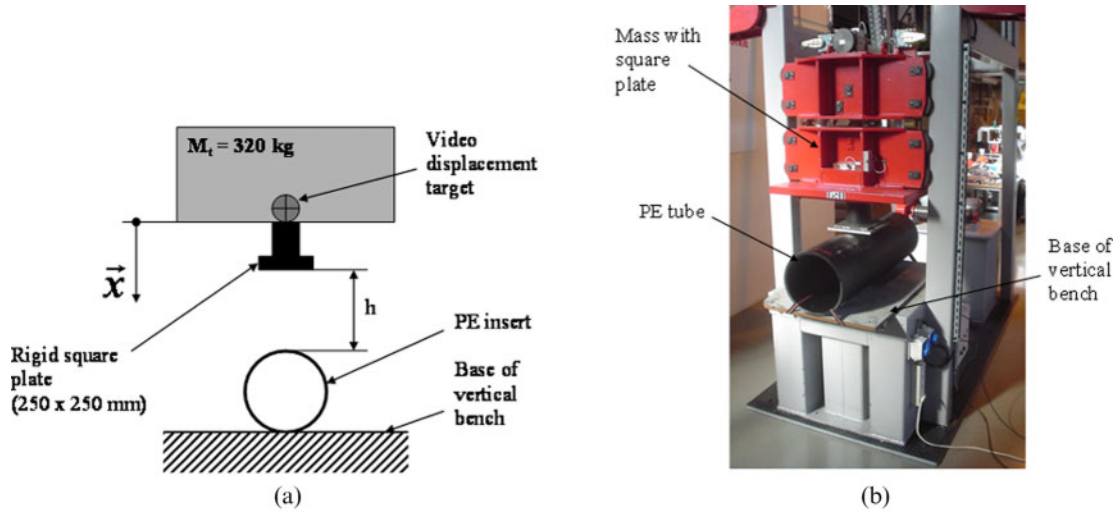 M_t = 320 kg
Video
displacement
target
x
h
PE insert
Rigid square
plate
(250 x 250 mm)
Base of
vertical
bench
(a)
Mass with
square
plate
PE tube
Base of
vertical
bench
(b)